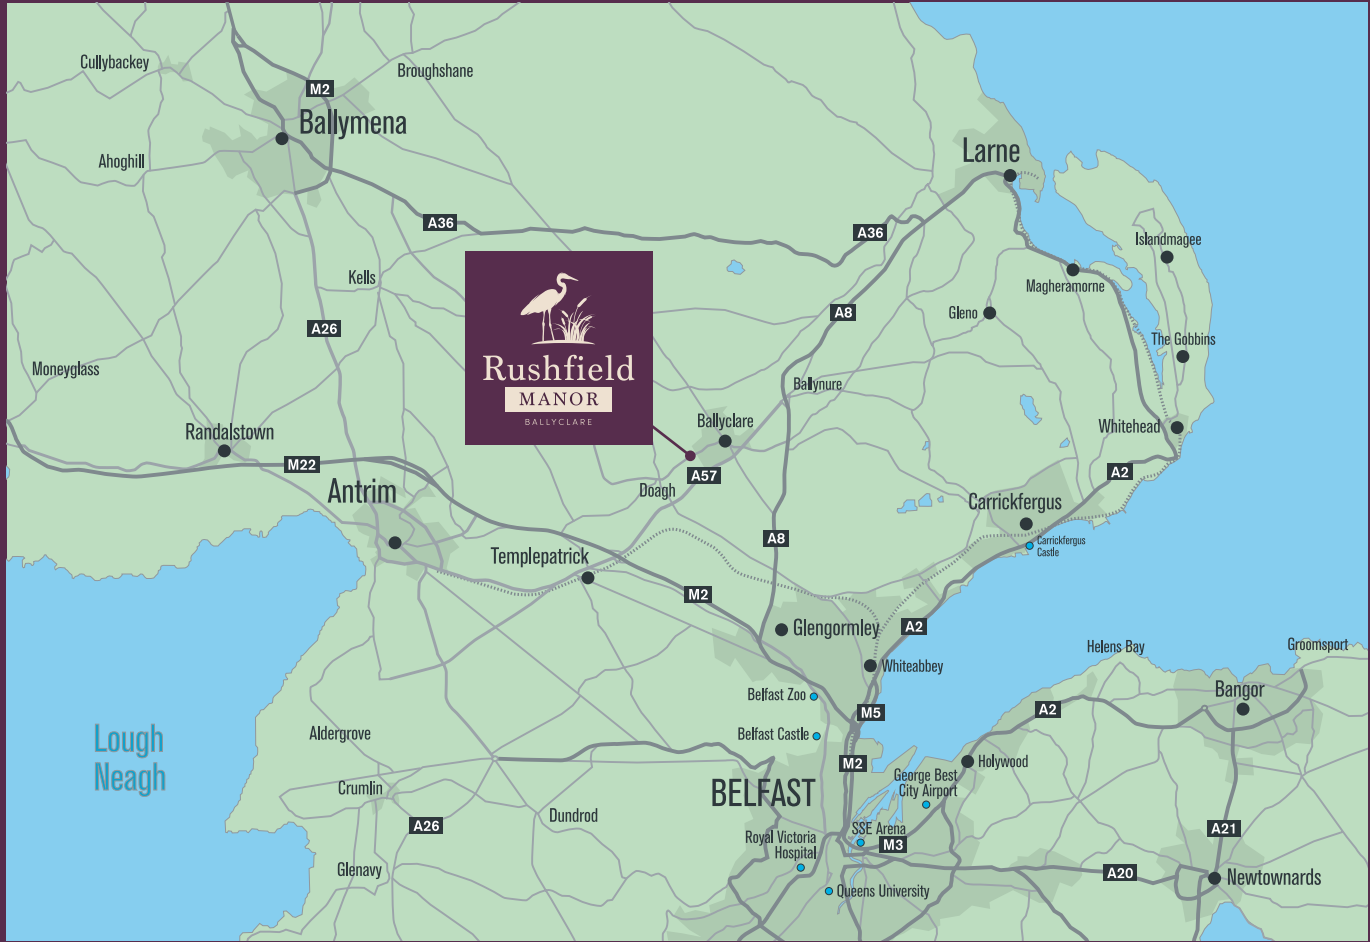 Cullybackey
Broughshane
M2
Ballymena
Ahoghill
Larne
A36
A36
Islandmagee
Kells
Magheramorne
Gleno
A8
A26
The Gobbins
Rushfield
MANOR
BALLYCLARE
Moneyglass
Ballynure
Ballyclare
Whitehead
Randalstown
M22
A57
A2
Antrim
Doagh
Carrickfergus
A8
Carrickfergus
Castle
Templepatrick
M2
Glengormley
A2
Whiteabbey
Helens Bay
Groomsport
Belfast Zoo
Bangor
M5
A2
Belfast Castle
Aldergrove
Lough
Neagh
M2
Holywood
George Best
City Airport
Crumlin
BELFAST
Dundrod
A26
SSE Arena
A21
Royal Victoria
Hospital
M3
Glenavy
A20
Newtownards
Queens University